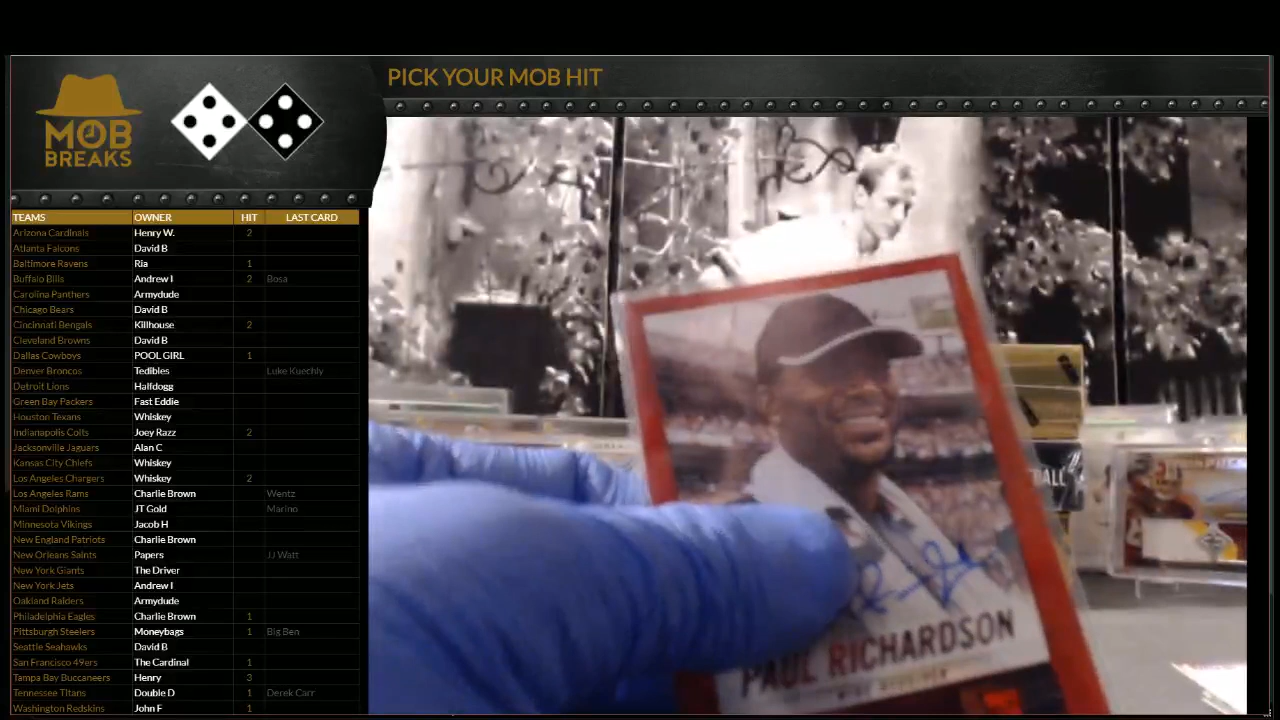 PICK YOUR MOB HIT
MOB
BREAKS
TEAMS OWNER HIT LAST CARD
Arizona Cardinals Henry W. 2
Atlanta Falcons David B
Baltimore Ravens Ria 1
Buffalo Bills Andrew I 2 Bosa
Carolina Panthers Armydude
Chicago Bears David B
Cincinnati Bengals Killhouse 2
Cleveland Browns David B
Dallas Cowboys POOL GIRL 1
Denver Broncos Tedibles Luke Kuechly
Detroit Lions Halfdogg
Green Bay Packers Fast Eddie
Houston Texans Whiskey
Indianapolis Colts Joey Razz 2
Jacksonville Jaguars Alan C
Kansas City Chiefs Whiskey
Los Angeles Chargers Whiskey 2
Los Angeles Rams Charlie Brown Wentz
Miami Dolphins JT Gold Marino
Minnesota Vikings Jacob H
New England Patriots Charlie Brown
New Orleans Saints Papers JJ Watt
New York Giants The Driver
New York Jets Andrew I
Oakland Raiders Armydude
Philadelphia Eagles Charlie Brown 1
Pittsburgh Steelers Moneybags 1 Big Ben
Seattle Seahawks David B
San Francisco 49ers The Cardinal 1
Tampa Bay Buccaneers Henry 3
Tennessee Titans Double D 1 Derek Carr
Washington Redskins John F 1
PAUL RICHARDSON